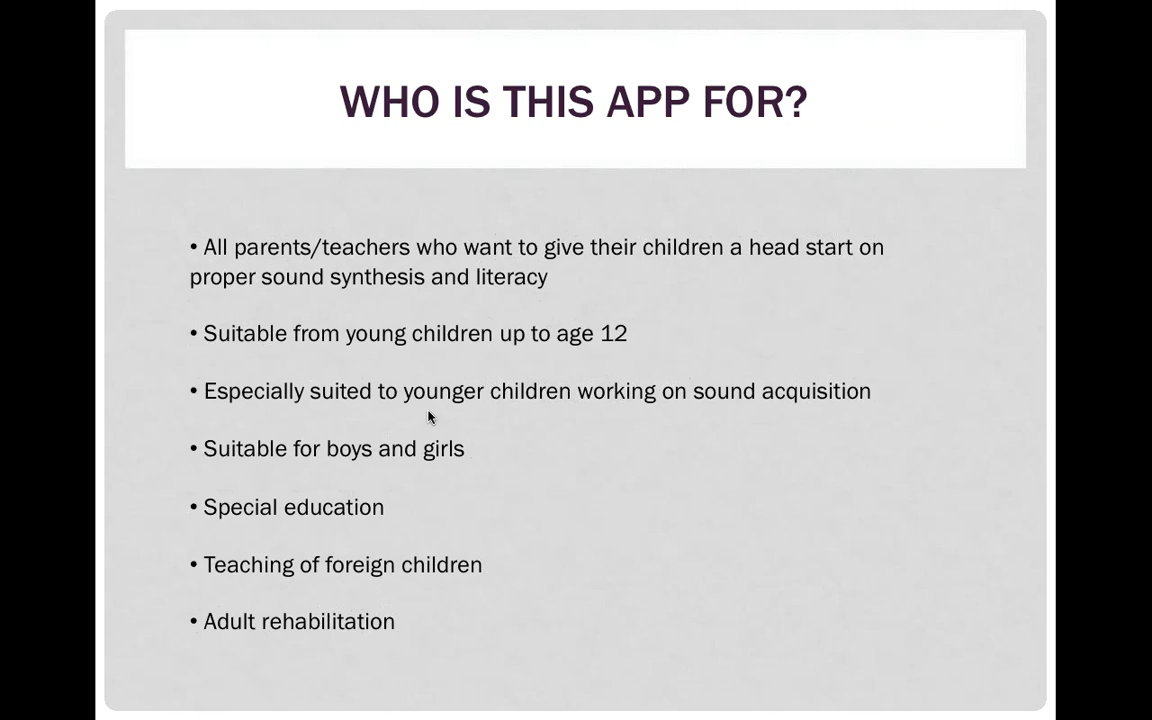 WHO IS THIS APP FOR?
• All parents/teachers who want to give their children a head start on
proper sound synthesis and literacy
• Suitable from young children up to age 12
• Especially suited to younger children working on sound acquisition
• Suitable for boys and girls
• Special education
• Teaching of foreign children
• Adult rehabilitation